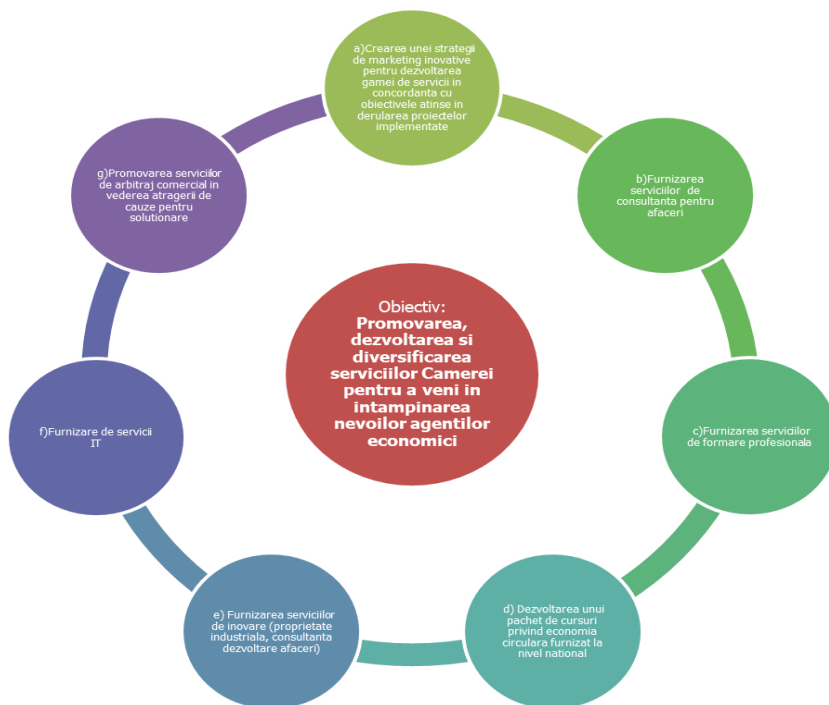 a)Crearea unei strategii
de marketing inovative
pentru dezvoltarea
gamei de servicii in
concordanta cu
obiectivele atinse in
derularea proiectelor
implementate
b)Furnizarea
serviciilor de
consultanta pentru
afaceri
c)Furnizarea serviciilor
de formare profesionala
d) Dezvoltarea unui
pachet de cursuri
privind economia
circulara furnizat la
nivel national
e) Furnizarea serviciilor
de inovare (proprietate
industriala, consultanta
dezvoltare afaceri)
f)Furnizare de servicii
IT
g)Promovarea serviciilor
de arbitraj comercial in
vederea atragerii de
cauze pentru
solutionare
Obiectiv:
Promovarea,
dezvoltarea si
diversificarea
serviciilor Camerei
pentru a veni in
intampinarea
nevoilor agentilor
economici